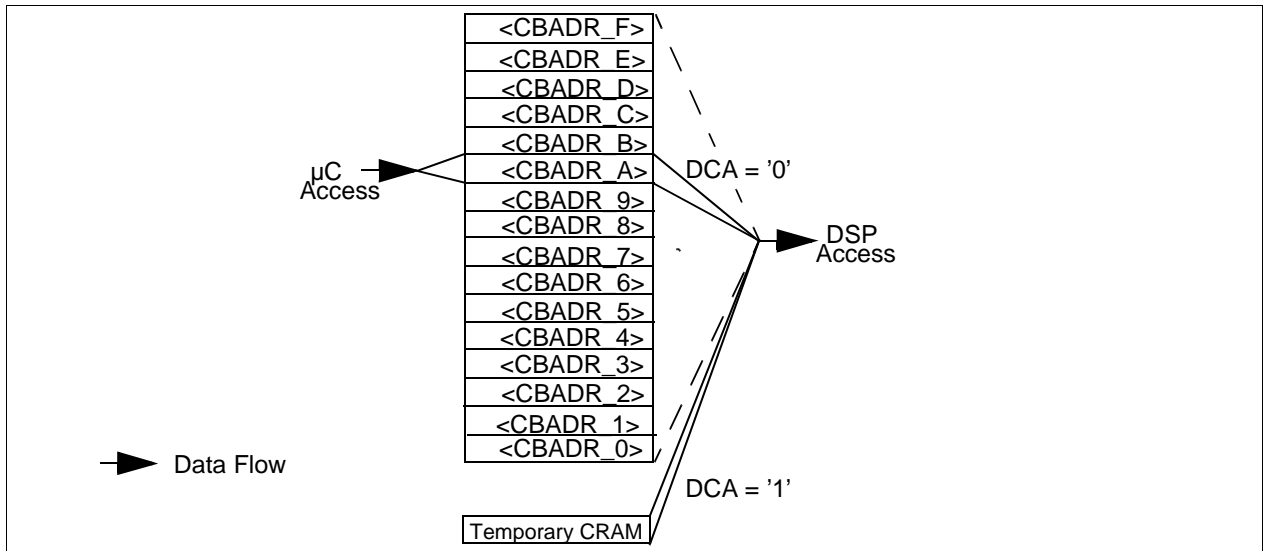 <CBADR_F>
<CBADR_E>
<CBADR_D>
<CBADR_C>
<CBADR_B>
<CBADR_A>
<CBADR_9>
<CBADR_8>
<CBADR_7>
<CBADR_6>
<CBADR_5>
<CBADR_4>
<CBADR_3>
<CBADR_2>
<CBADR_1>
<CBADR_0>
Temporary CRAM
µC
Access
DCA = '0'
DSP
Access
DCA = '1'
Data Flow